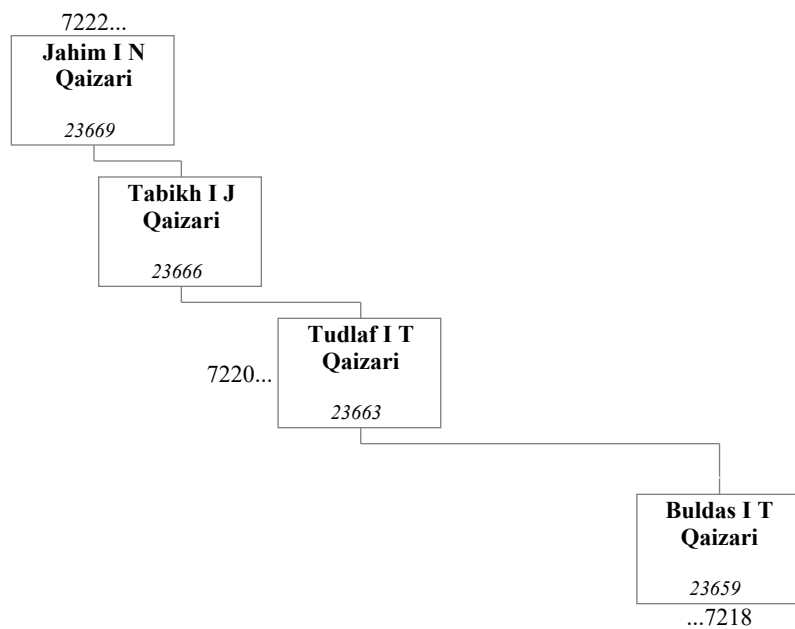 7222...
Jahim I N
Qaizari
23669
Tabikh I J
Qaizari
23666
Tudlaf I T
Qaizari
7220...
23663
Buldas I T
Qaizari
23659
...7218